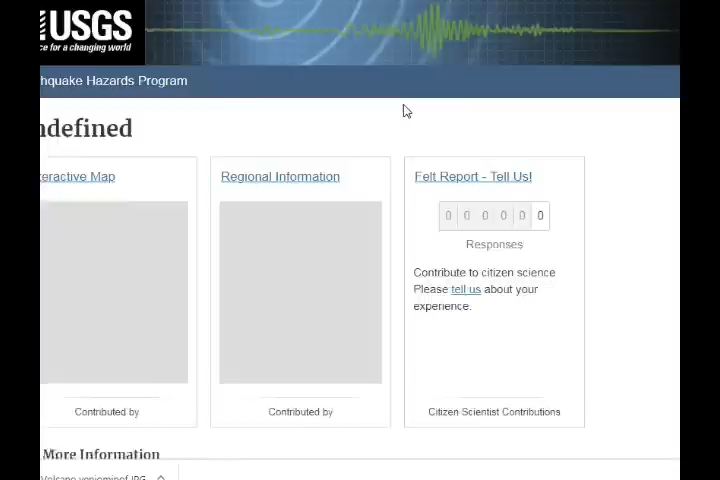 USGS
ce for a changing world
hquake Hazards Program
ndefined
teractive Map
Regional Information
Felt Report - Tell Us!
0 0 0 0 0 0
Responses
Contribute to citizen science
Please tell us about your
experience.
Contributed by
Contributed by
Citizen Scientist Contributions
More Information